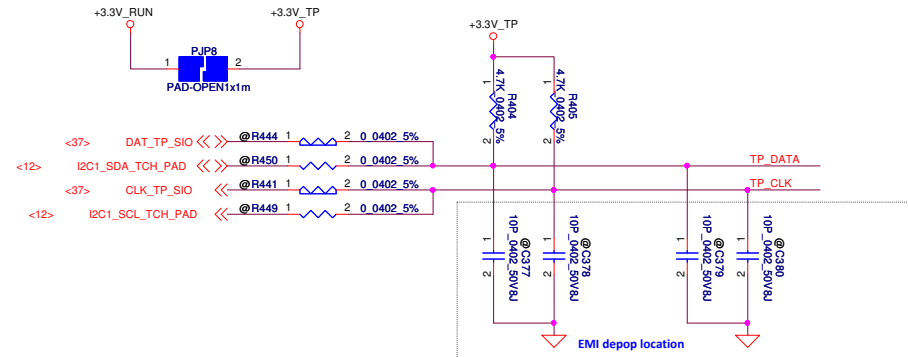 +3.3V_RUN
+3.3V_TP
PJP8
1
2
PAD-OPEN1x1m
+3.3V_TP
1
4.7K_0402_5%
R404
2
1
4.7K_0402_5%
R405
2
<37>
DAT_TP_SIO
@R444
1
2
0_0402_5%
<12>
I2C1_SDA_TCH_PAD
@R450
1
2
0_0402_5%
TP_DATA
<37>
CLK_TP_SIO
@R441
1
2
0_0402_5%
TP_CLK
<12>
I2C1_SCL_TCH_PAD
@R449
1
2
0_0402_5%
1
2
10P_0402_50V8J
@C377
1
2
10P_0402_50V8J
@C378
1
2
10P_0402_50V8J
@C379
1
2
10P_0402_50V8J
@C380
EMI depop location